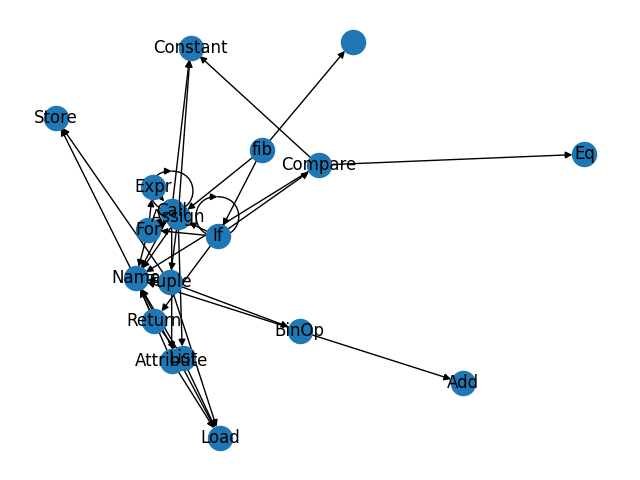 Constant
Store
fib
Compare
Eq
Expr
Call
Assign
For
If
Name
Tuple
Return
BinOp
Attribute
List
Add
Load